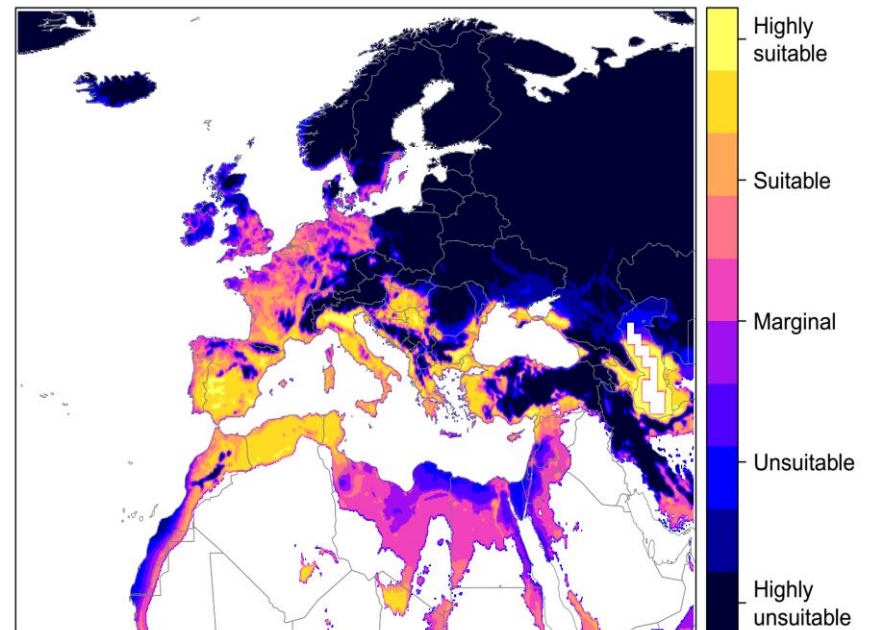 Highly
suitable
Suitable
Marginal
Unsuitable
Highly
unsuitable